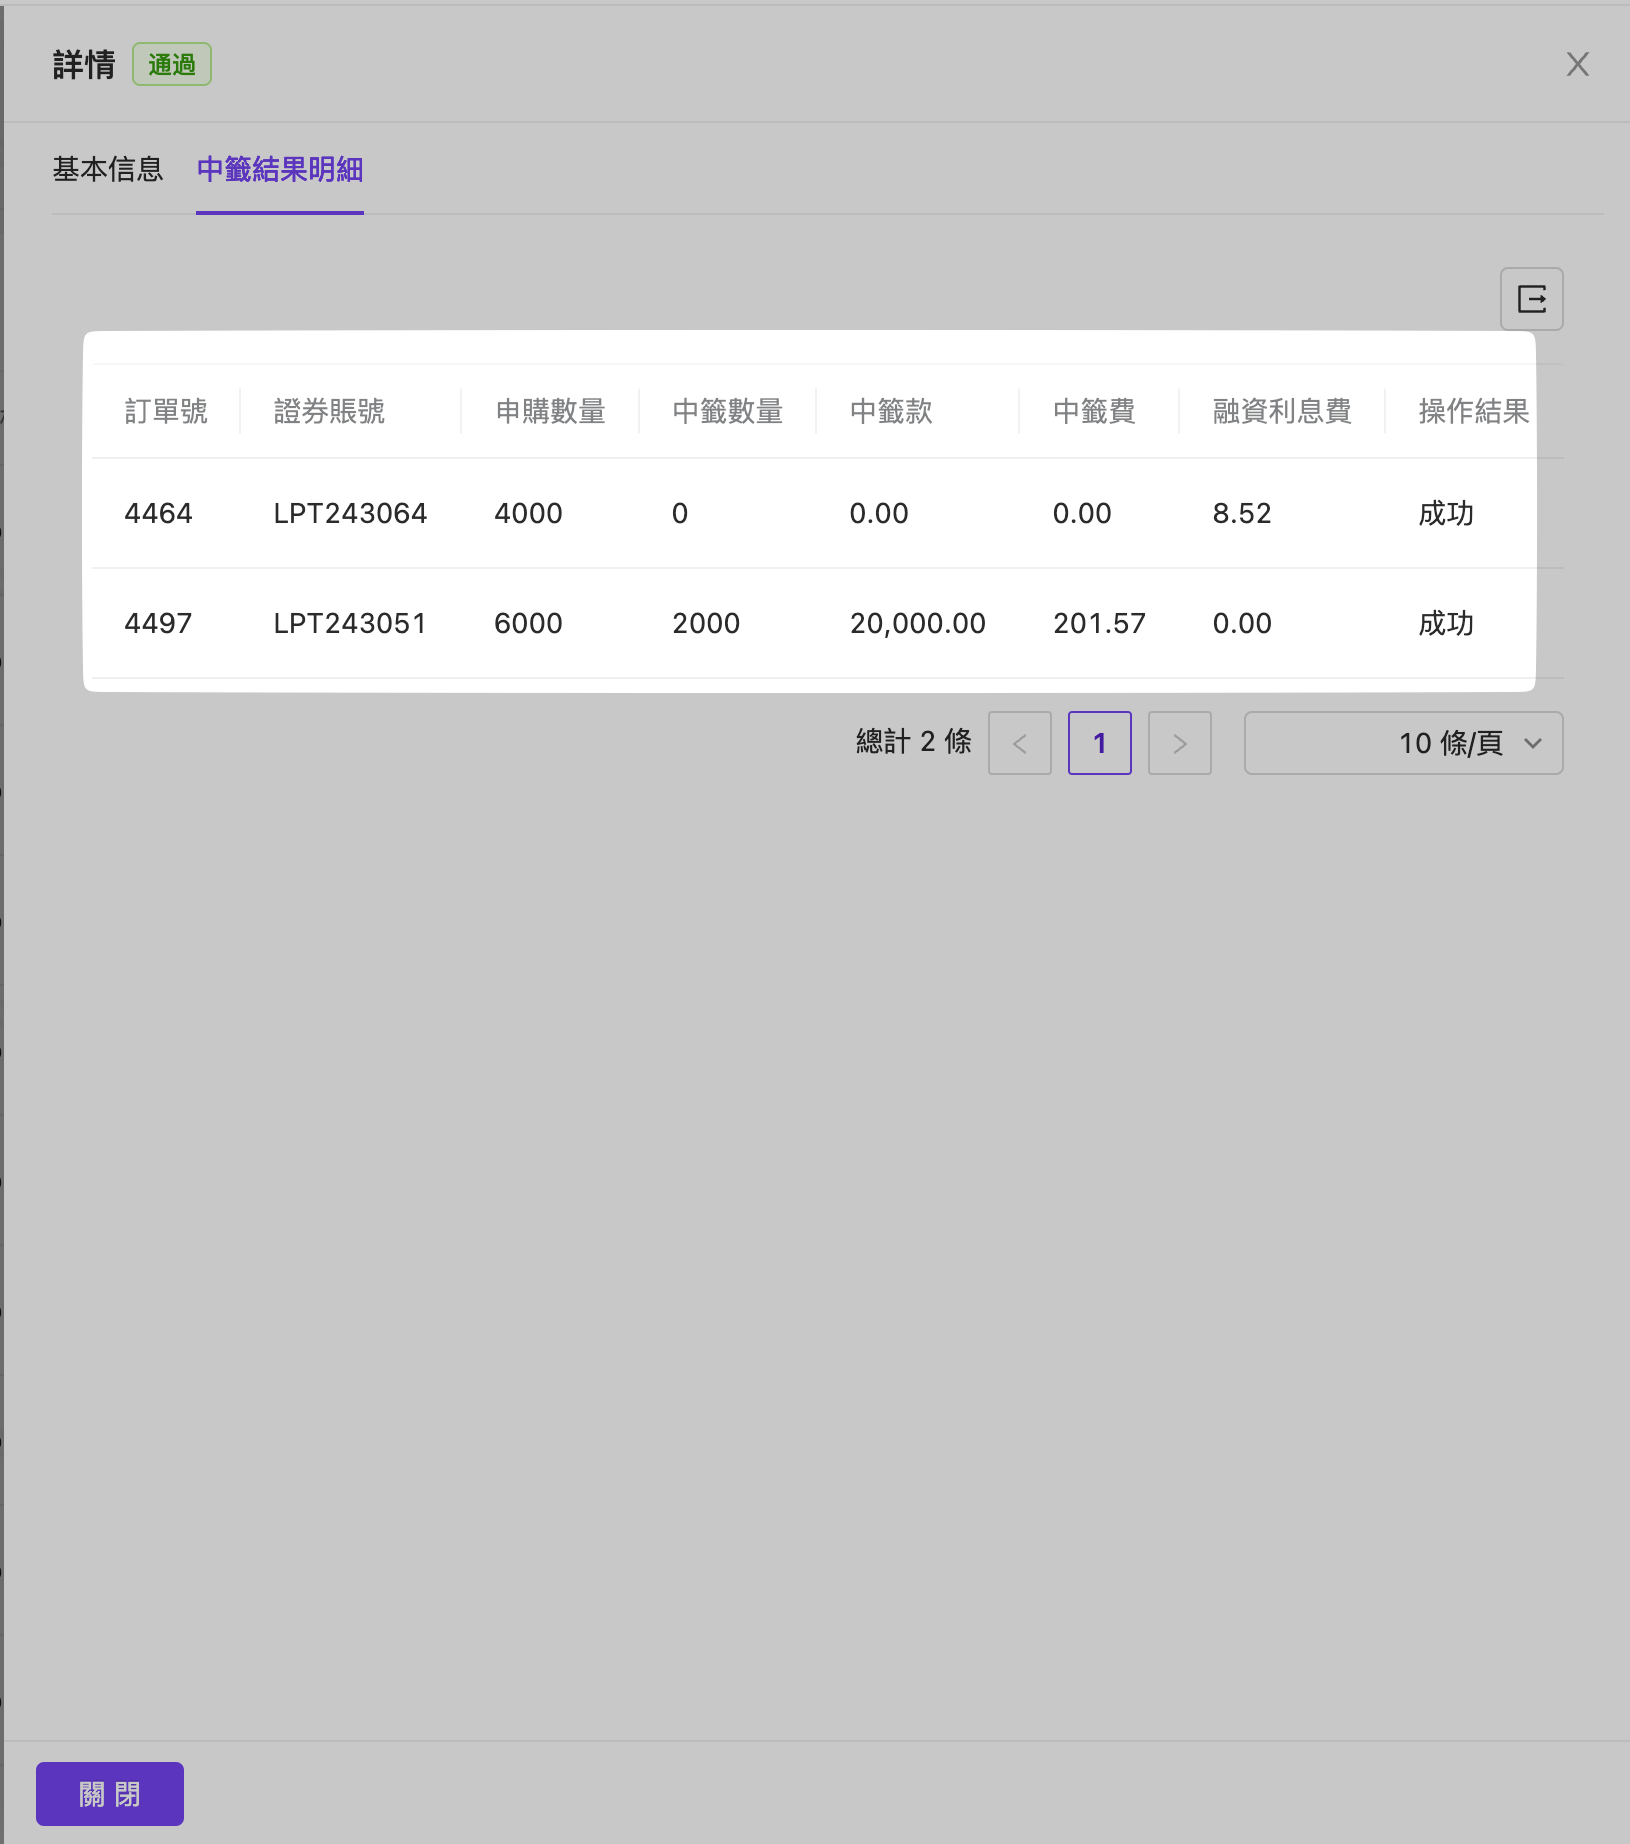 詳情 通過
基本信息 中籤結果明細
訂單號 證券賬號 申購數量 中籤數量 中籤款 中籤費 融資利息費 操作結果
4464 LPT243064 4000 0 0.00 0.00 8.52 成功
4497 LPT243051 6000 2000 20,000.00 201.57 0.00 成功
總計 2 條 < 1 > 10 條/頁
關 閉